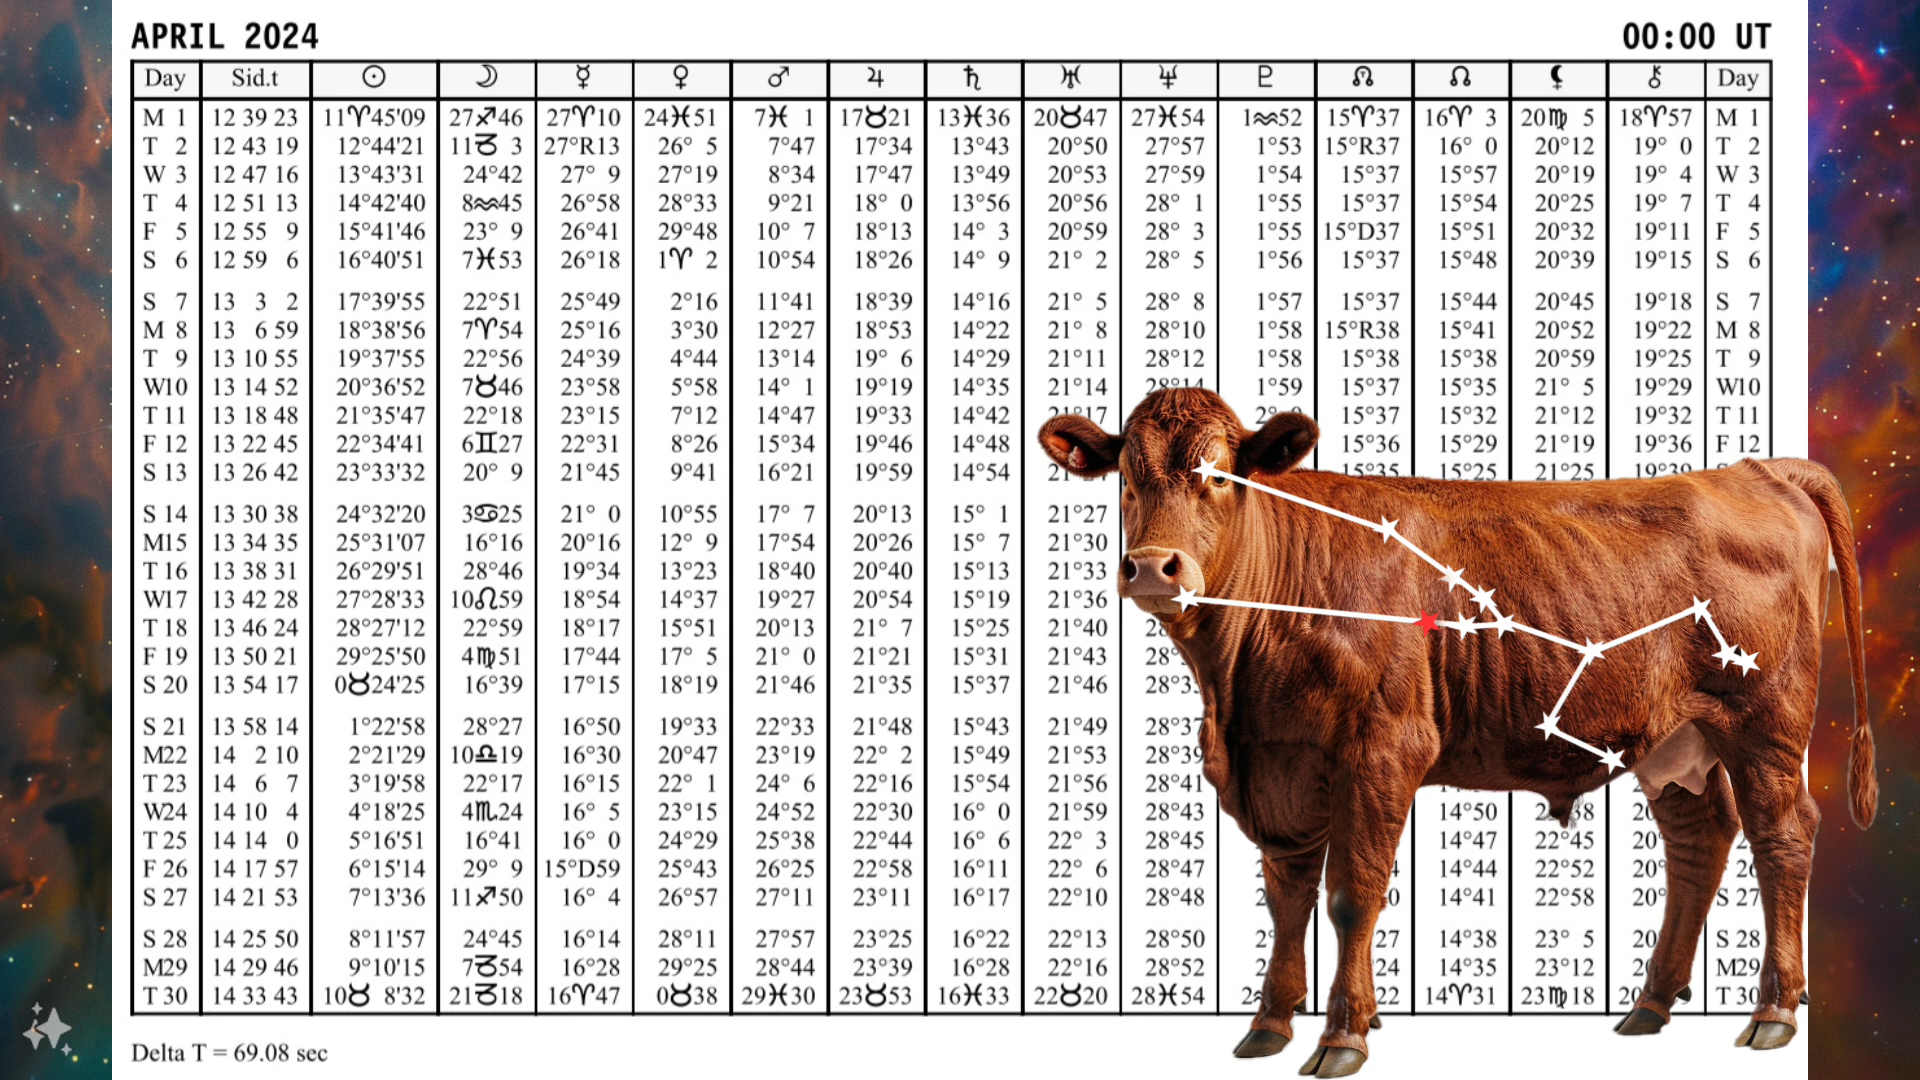 APRIL 2024 00:00 UT
Day Sid.t ☉ ☽ ☿ ♀ ♂ ♃ ♄ ♅ ♆ ♇ ☊ ☊ ⚸ ⚷ Day
M 1 12 39 23 11♈45'09 27♐46 27♈10 24♓51 7♓ 1 17♉21 13♓36 20♉47 27♓54 1♒52 15♈37 16♈ 3 20♍ 5 18♈57 M 1
T 2 12 43 19 12°44'21 11♑ 3 27°R13 26° 5 7°47 17°34 13°43 20°50 27°57 1°53 15°R37 16° 0 20°12 19° 0 T 2
W 3 12 47 16 13°43'31 24°42 27° 9 27°19 8°34 17°47 13°49 20°53 27°59 1°54 15°37 15°57 20°19 19° 4 W 3
T 4 12 51 13 14°42'40 8♒45 26°58 28°33 9°21 18° 0 13°56 20°56 28° 1 1°55 15°37 15°54 20°25 19° 7 T 4
F 5 12 55 9 15°41'46 23° 9 26°41 29°48 10° 7 18°13 14° 3 20°59 28° 3 1°55 15°D37 15°51 20°32 19°11 F 5
S 6 12 59 6 16°40'51 7♓53 26°18 1♈ 2 10°54 18°26 14° 9 21° 2 28° 5 1°56 15°37 15°48 20°39 19°15 S 6
S 7 13 3 2 17°39'55 22°51 25°49 2°16 11°41 18°39 14°16 21° 5 28° 8 1°57 15°37 15°44 20°45 19°18 S 7
M 8 13 6 59 18°38'56 7♈54 25°16 3°30 12°27 18°53 14°22 21° 8 28°10 1°58 15°R38 15°41 20°52 19°22 M 8
T 9 13 10 55 19°37'55 22°56 24°39 4°44 13°14 19° 6 14°29 21°11 28°12 1°58 15°38 15°38 20°59 19°25 T 9
W10 13 14 52 20°36'52 7♉46 23°58 5°58 14° 1 19°19 14°35 21°14 28°14 1°59 15°37 15°35 21° 5 19°29 W10
T 11 13 18 48 21°35'47 22°18 23°15 7°12 14°47 19°33 14°42 21°17 15°37 15°32 21°12 19°32 T 11
F 12 13 22 45 22°34'41 6♊27 22°31 8°26 15°34 19°46 14°48 15°36 15°29 21°19 19°36 F 12
S 13 13 26 42 23°33'32 20° 9 21°45 9°41 16°21 19°59 14°54 15°35 15°25 21°25 19°39
S 14 13 30 38 24°32'20 3♋25 21° 0 10°55 17° 7 20°13 15° 1 21°27
M15 13 34 35 25°31'07 16°16 20°16 12° 9 17°54 20°26 15° 7 21°30
T 16 13 38 31 26°29'51 28°46 19°34 13°23 18°40 20°40 15°13 21°33
W17 13 42 28 27°28'33 10♌59 18°54 14°37 19°27 20°54 15°19 21°36
T 18 13 46 24 28°27'12 22°59 18°17 15°51 20°13 21° 7 15°25 21°40
F 19 13 50 21 29°25'50 4♍51 17°44 17° 5 21° 0 21°21 15°31 21°43
S 20 13 54 17 0♉24'25 16°39 17°15 18°19 21°46 21°35 15°37 21°46
S 21 13 58 14 1°22'58 28°27 16°50 19°33 22°33 21°48 15°43 21°49 28°37
M22 14 2 10 2°21'29 10♎19 16°30 20°47 23°19 22° 2 15°49 21°53 28°39
T 23 14 6 7 3°19'58 22°17 16°15 22° 1 24° 6 22°16 15°54 21°56 28°41
W24 14 10 4 4°18'25 4♏24 16° 5 23°15 24°52 22°30 16° 0 21°59 28°43 14°50
T 25 14 14 0 5°16'51 16°41 16° 0 24°29 25°38 22°44 16° 6 22° 3 28°45 14°47 22°45
F 26 14 17 57 6°15'14 29° 9 15°D59 25°43 26°25 22°58 16°11 22° 6 28°47 14°44 22°52
S 27 14 21 53 7°13'36 11♐50 16° 4 26°57 27°11 23°11 16°17 22°10 28°48 14°41 22°58 S 27
S 28 14 25 50 8°11'57 24°45 16°14 28°11 27°57 23°25 16°22 22°13 28°50 14°38 23° 5 S 28
M29 14 29 46 9°10'15 7♑54 16°28 29°25 28°44 23°39 16°28 22°16 28°52 14°35 23°12 M29
T 30 14 33 43 10♉ 8'32 21♑18 16♈47 0♉38 29♓30 23♉53 16♓33 22♉20 28♓54 14♈31 23♍18 T 30
Delta T = 69.08 sec